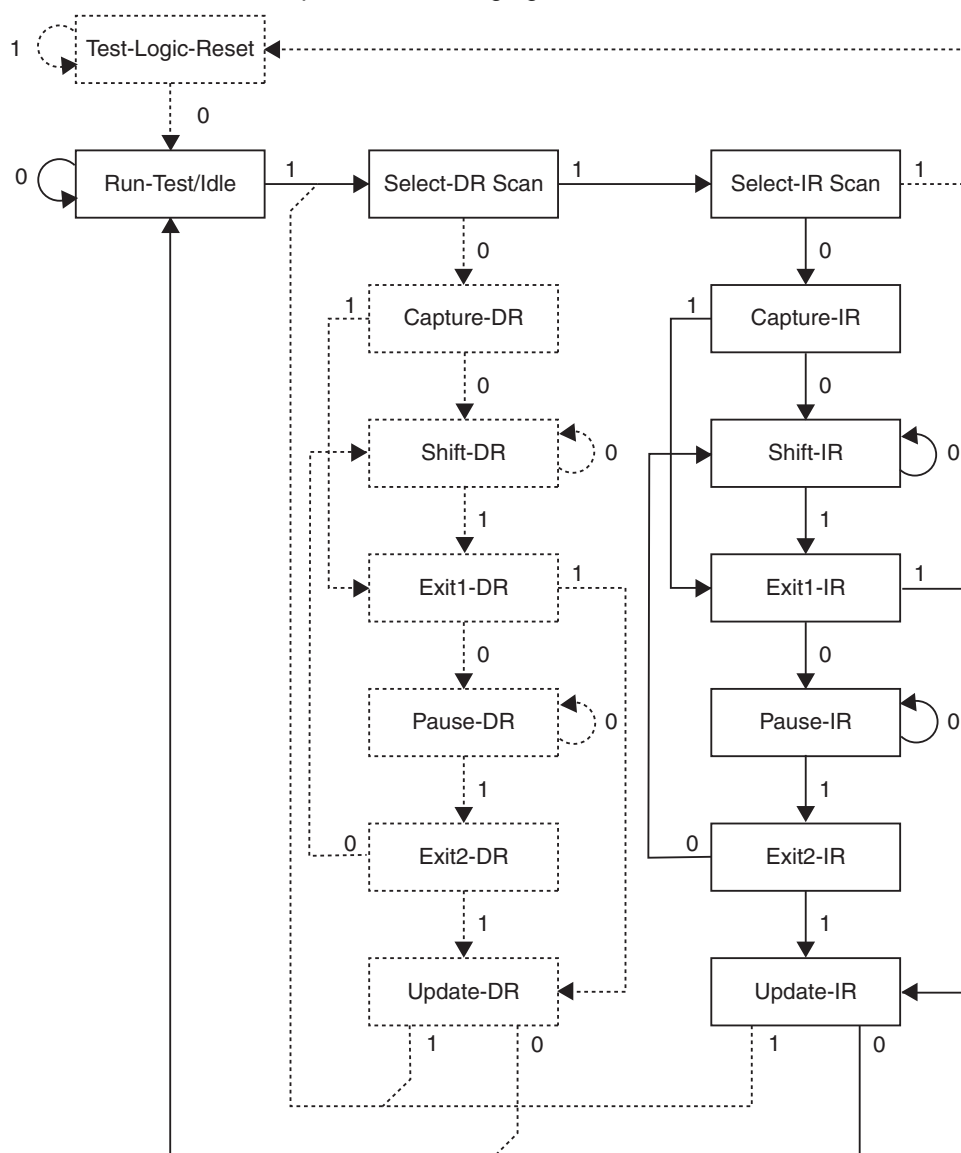 1
Test-Logic-Reset
0
0
Run-Test/Idle
1
Select-DR Scan
1
Select-IR Scan
1
0
0
1
Capture-DR
1
Capture-IR
0
0
Shift-DR
0
Shift-IR
0
1
1
Exit1-DR
1
Exit1-IR
1
0
0
Pause-DR
0
Pause-IR
0
1
1
0
Exit2-DR
0
Exit2-IR
1
1
Update-DR
Update-IR
1
0
1
0